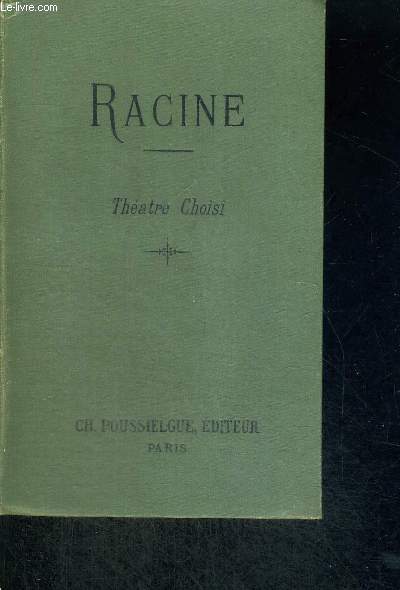 Le-livre.com
RACINE
Théatre Choisi
CH. POUSSIELGUE, ÉDITEUR
PARIS